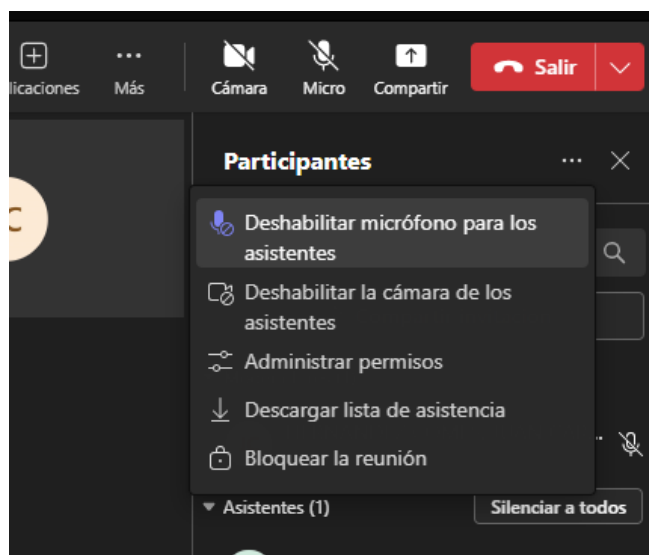 licaciones
Más
Cámara
Micro
Compartir
Salir
Participantes
C
Deshabilitar micrófono para los
asistentes
Deshabilitar la cámara de los
asistentes
Administrar permisos
Descargar lista de asistencia
Bloquear la reunión
Asistentes (1)
Silenciar a todos